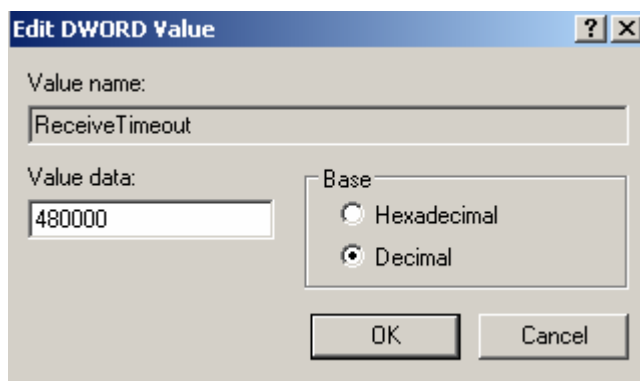 Edit DWORD Value
Value name:
ReceiveTimeout
Value data:
480000
Base
Hexadecimal
Decimal
OK
Cancel